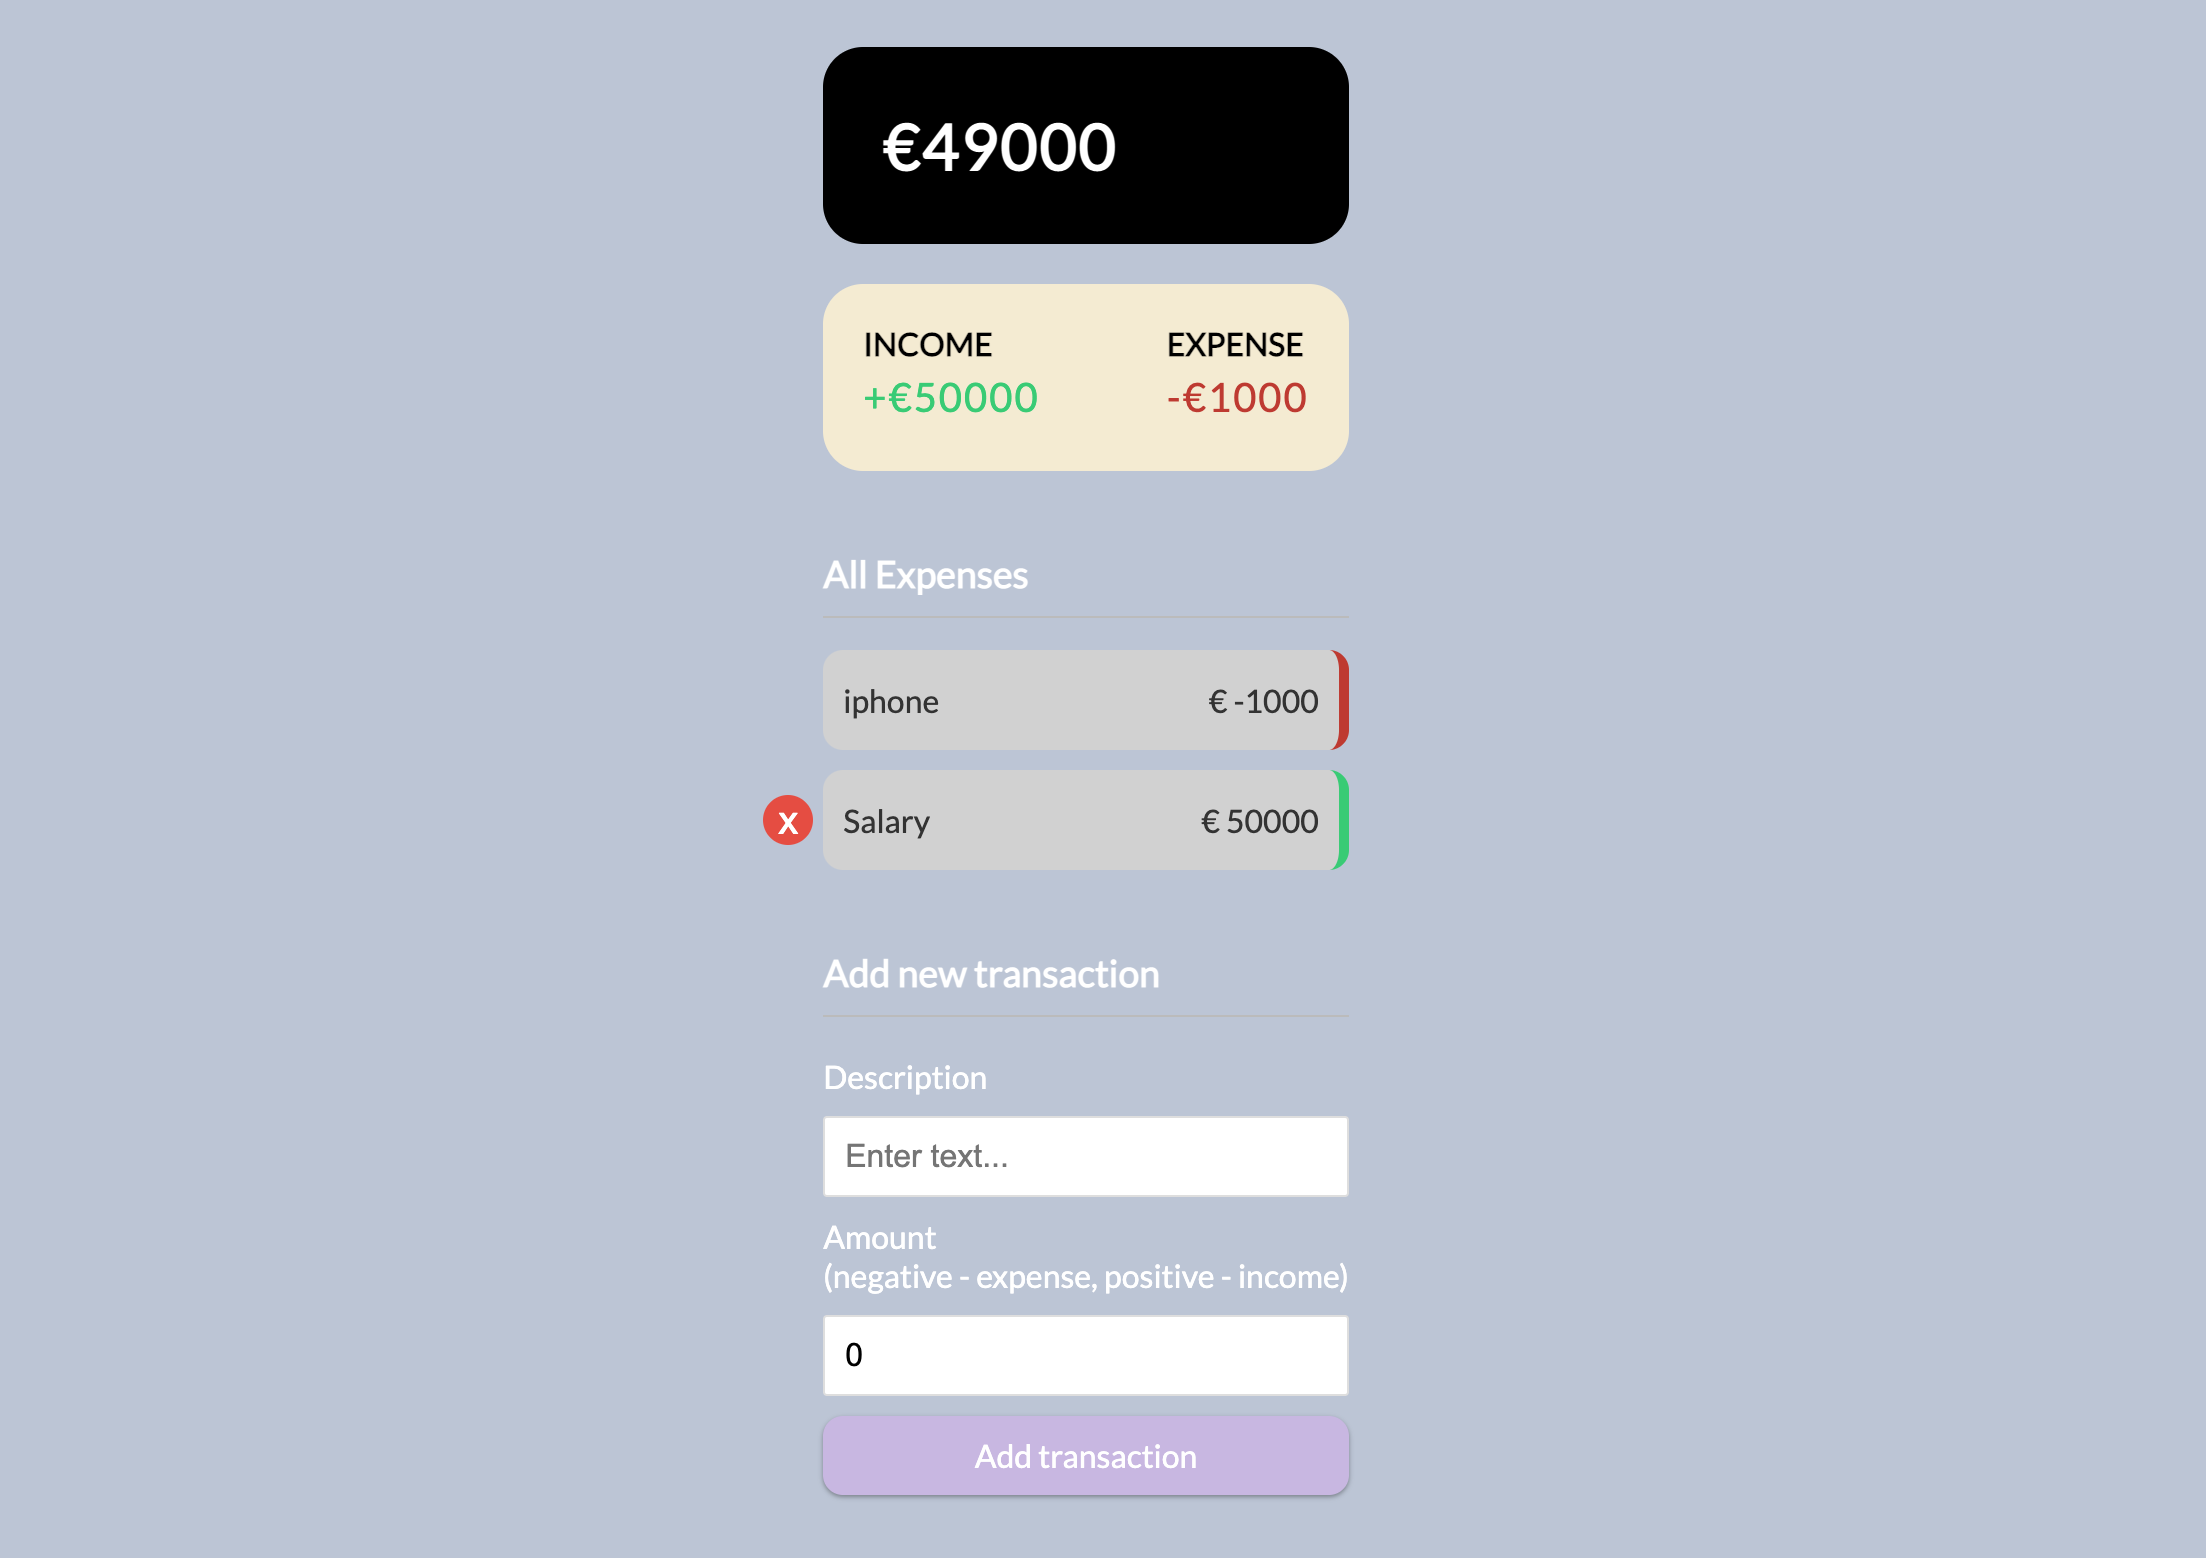 €49000
INCOME EXPENSE
+€50000 -€1000
All Expenses
iphone € -1000
x Salary € 50000
Add new transaction
Description
Enter text...
Amount
(negative - expense, positive - income)
0
Add transaction